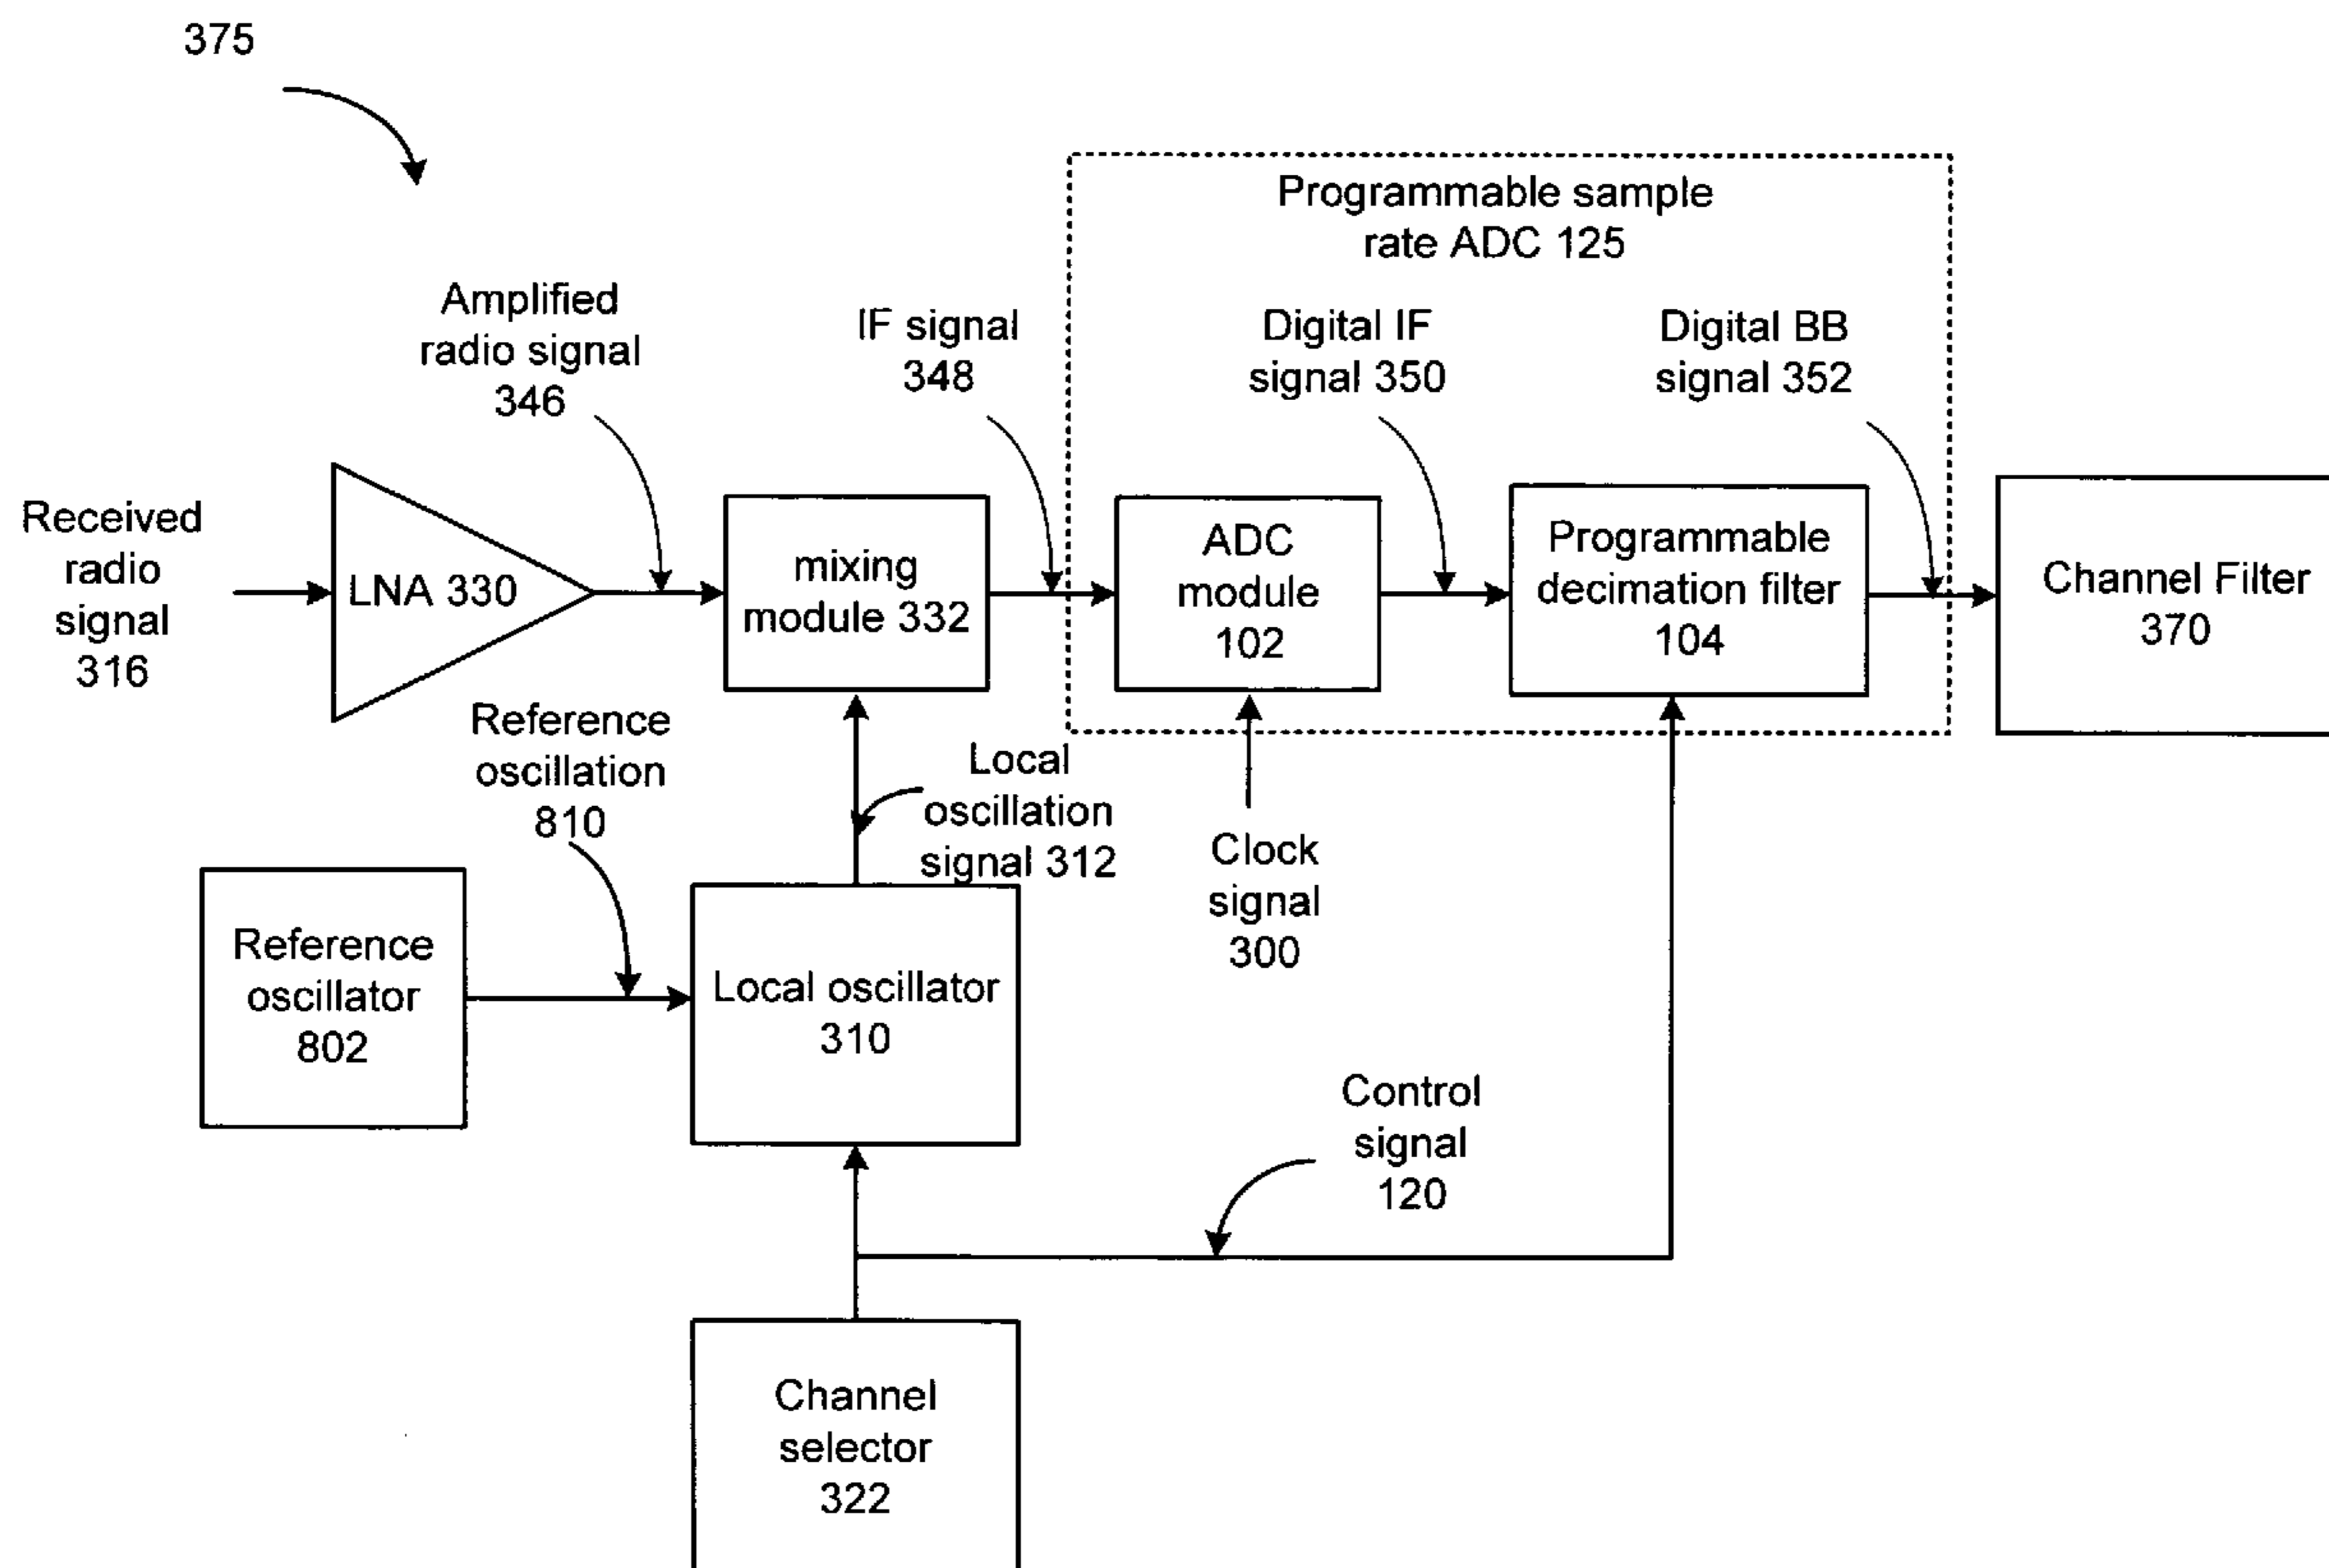 375
Programmable sample
rate ADC 125
Amplified
radio signal
346
IF signal
348
Digital IF
signal 350
Digital BB
signal 352
Received
radio
signal
316
LNA 330
mixing
module 332
ADC
module
102
Programmable
decimation filter
104
Channel Filter
370
Reference
oscillation
810
Local
oscillation
signal 312
Clock
signal
300
Reference
oscillator
802
Local oscillator
310
Control
signal
120
Channel
selector
322